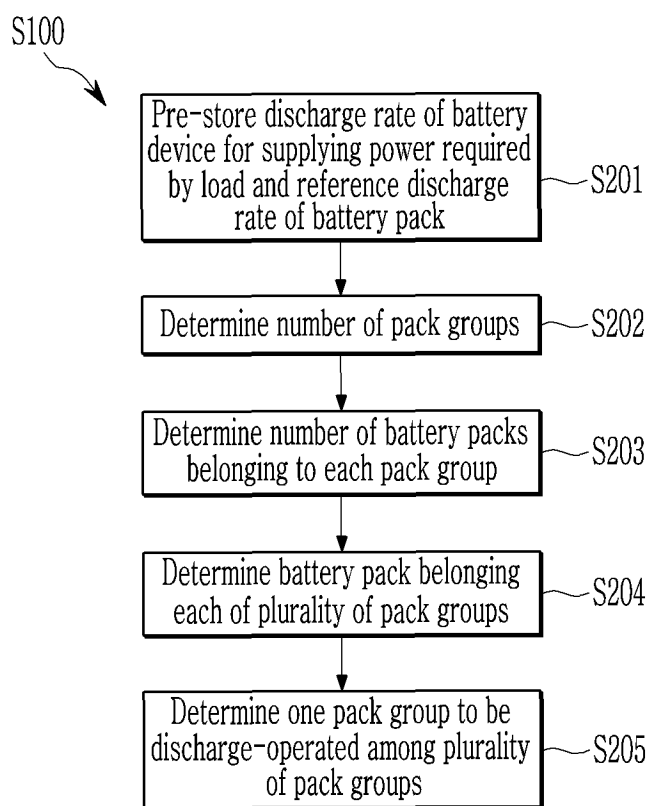 S100
Pre-store discharge rate of battery
device for supplying power required
by load and reference discharge
rate of battery pack
S201
Determine number of pack groups
S202
Determine number of battery packs
belonging to each pack group
S203
Determine battery pack belonging
each of plurality of pack groups
S204
Determine one pack group to be
discharge-operated among plurality
of pack groups
S205